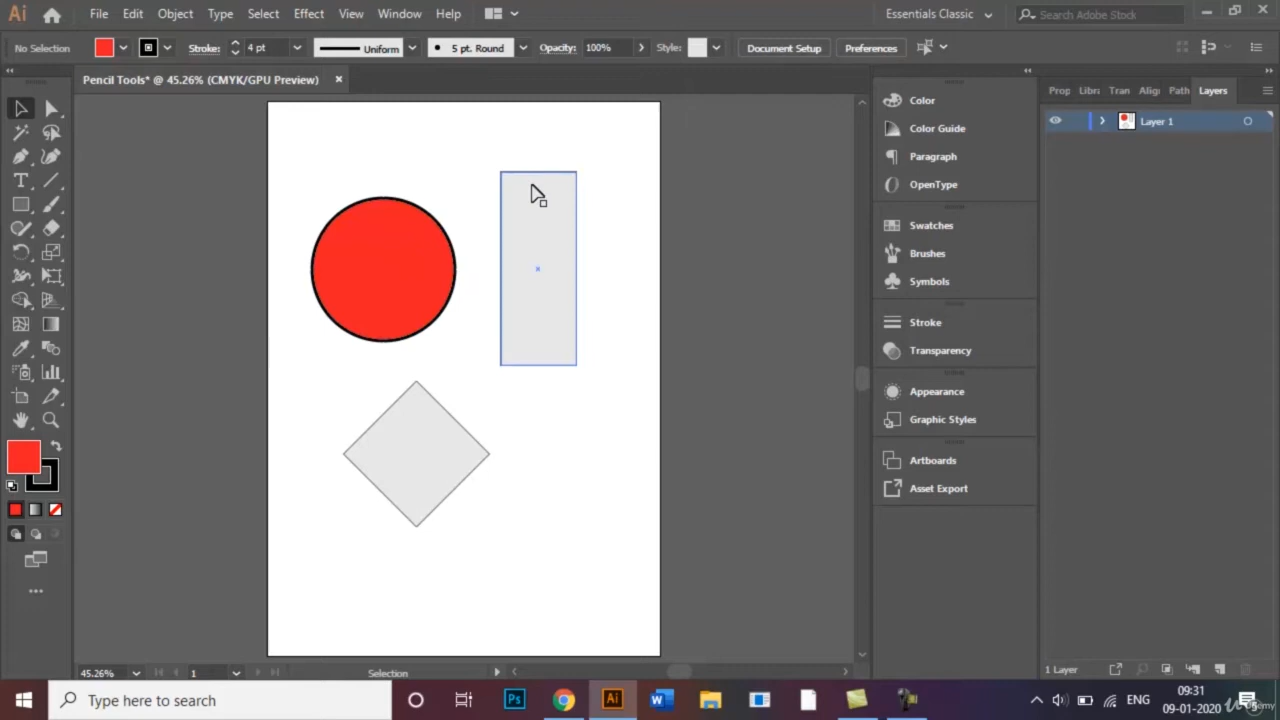 Ai File Edit Object Type Select Effect View Window Help Essentials Classic Search Adobe Stock
No Selection Stroke: 4 pt Uniform 5 pt. Round Opacity: 100% Style: Document Setup Preferences
Pencil Tools* @ 45.26% (CMYK/GPU Preview) ×
Prop Libra Tran Align Path Layers
Color
Layer 1
Color Guide
Paragraph
OpenType
Swatches
Brushes
Symbols
Stroke
Transparency
Appearance
Graphic Styles
Artboards
Asset Export
45.26% 1 Selection
1 Layer
Type here to search
Ps
Ai
W
ENG
09:31
09-01-2020